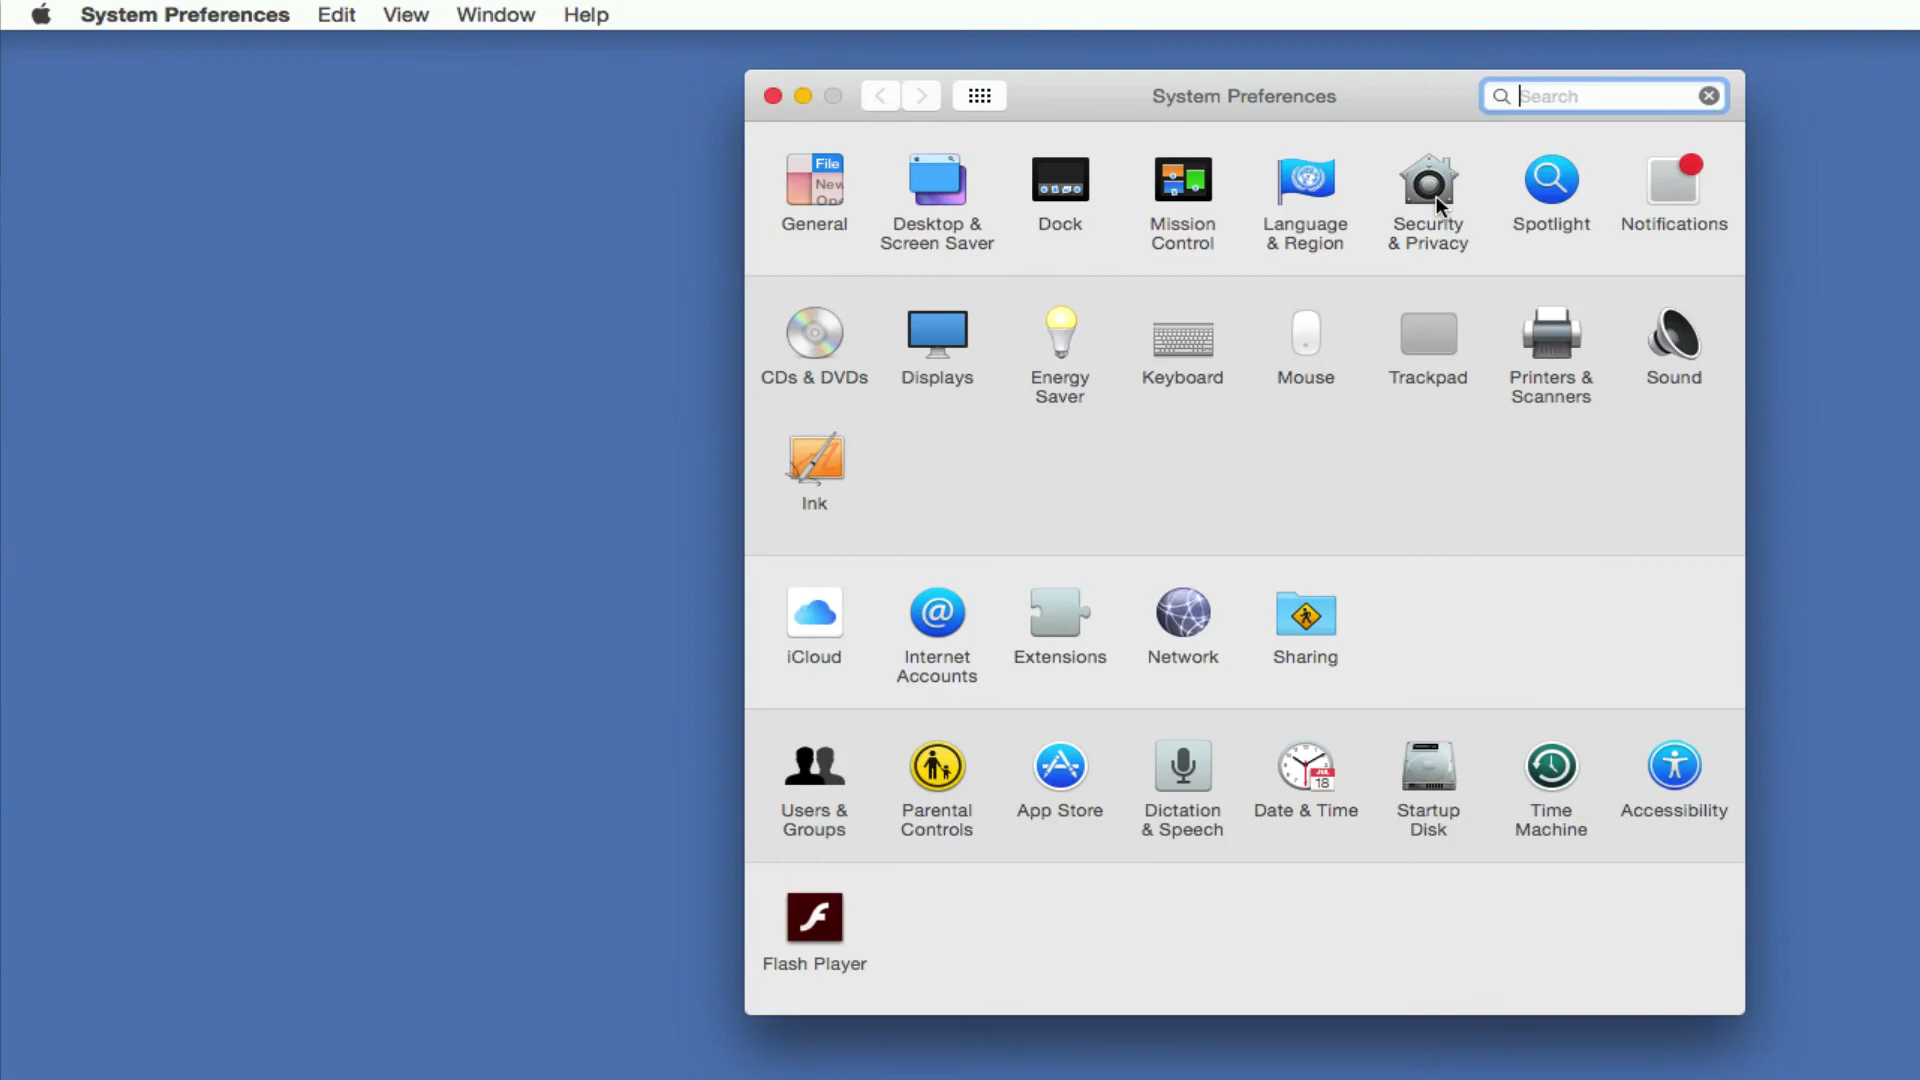 System Preferences Edit View Window Help
System Preferences
Search
File
New
General
Desktop &
Screen Saver
Dock
Mission
Control
Language
& Region
Security
& Privacy
Spotlight
Notifications
CDs & DVDs
Displays
Energy
Saver
Keyboard
Mouse
Trackpad
Printers &
Scanners
Sound
Ink
iCloud
@
Internet
Accounts
Extensions
Network
Sharing
Users &
Groups
Parental
Controls
App Store
Dictation
& Speech
JUL
18
Date & Time
Startup
Disk
Time
Machine
Accessibility
Flash Player